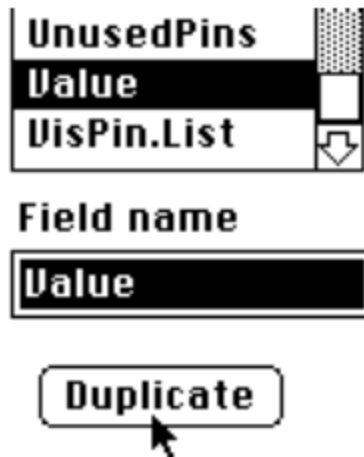 UnusedPins
Value
VisPin.List
Field name
Value
Duplicate